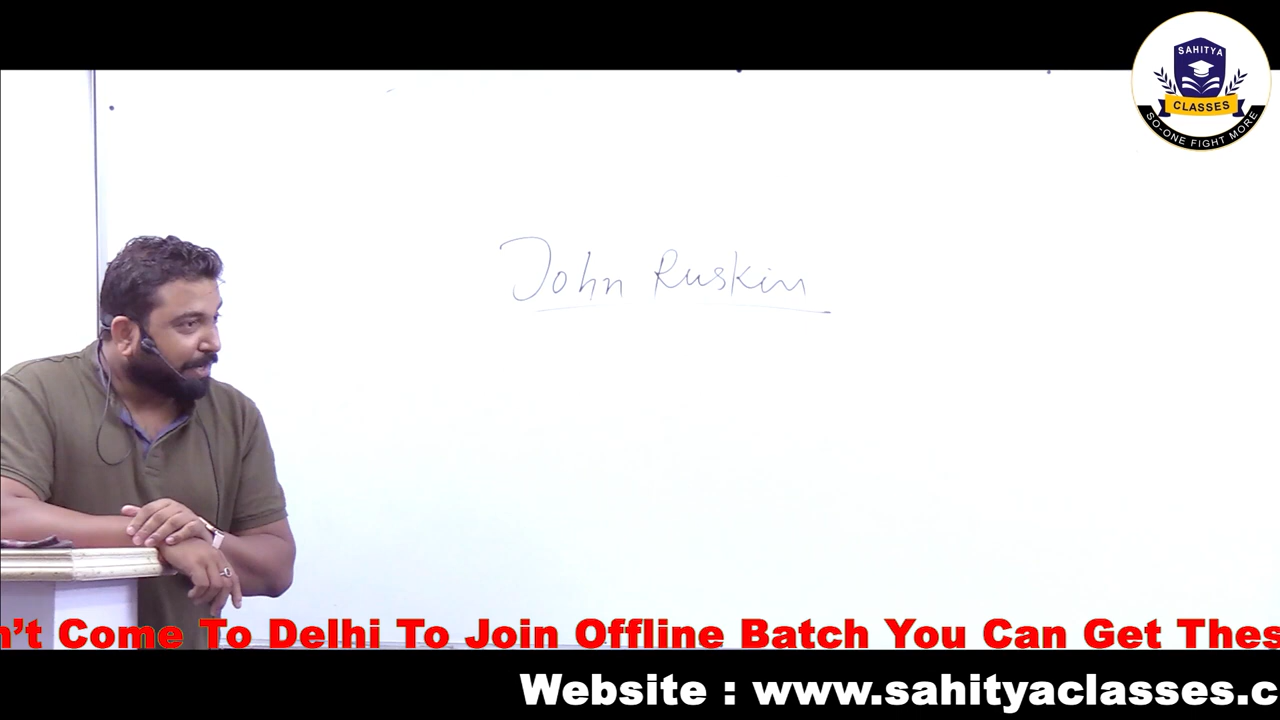 SAHITYA
CLASSES
SO-ONE FIGHT MORE
John Ruskin
n’t Come To Delhi To Join Offline Batch You Can Get Thes
Website : www.sahityaclasses.c